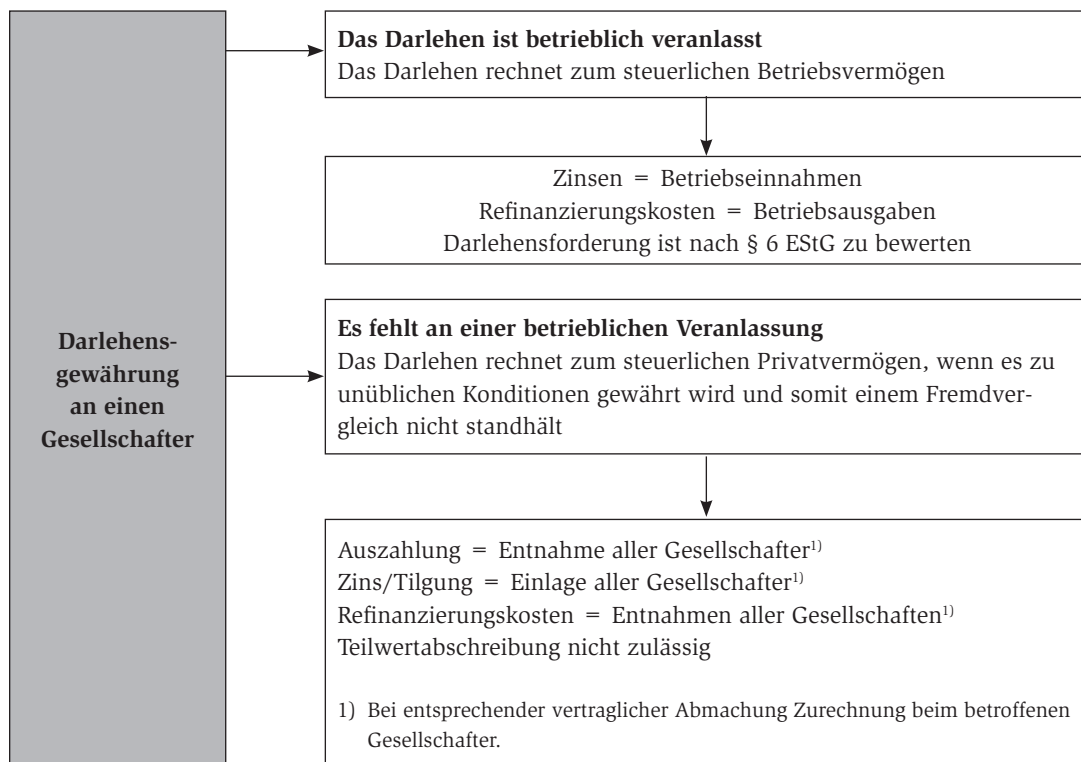 Darlehens-
gewährung
an einen
Gesellschafter
Das Darlehen ist betrieblich veranlasst
Das Darlehen rechnet zum steuerlichen Betriebsvermögen
Zinsen = Betriebseinnahmen
Refinanzierungskosten = Betriebsausgaben
Darlehensforderung ist nach § 6 EStG zu bewerten
Es fehlt an einer betrieblichen Veranlassung
Das Darlehen rechnet zum steuerlichen Privatvermögen, wenn es zu
unüblichen Konditionen gewährt wird und somit einem Fremdver-
gleich nicht standhält
Auszahlung = Entnahme aller Gesellschafter1)
Zins/Tilgung = Einlage aller Gesellschafter1)
Refinanzierungskosten = Entnahmen aller Gesellschaften1)
Teilwertabschreibung nicht zulässig
1) Bei entsprechender vertraglicher Abmachung Zurechnung beim betroffenen
Gesellschafter.